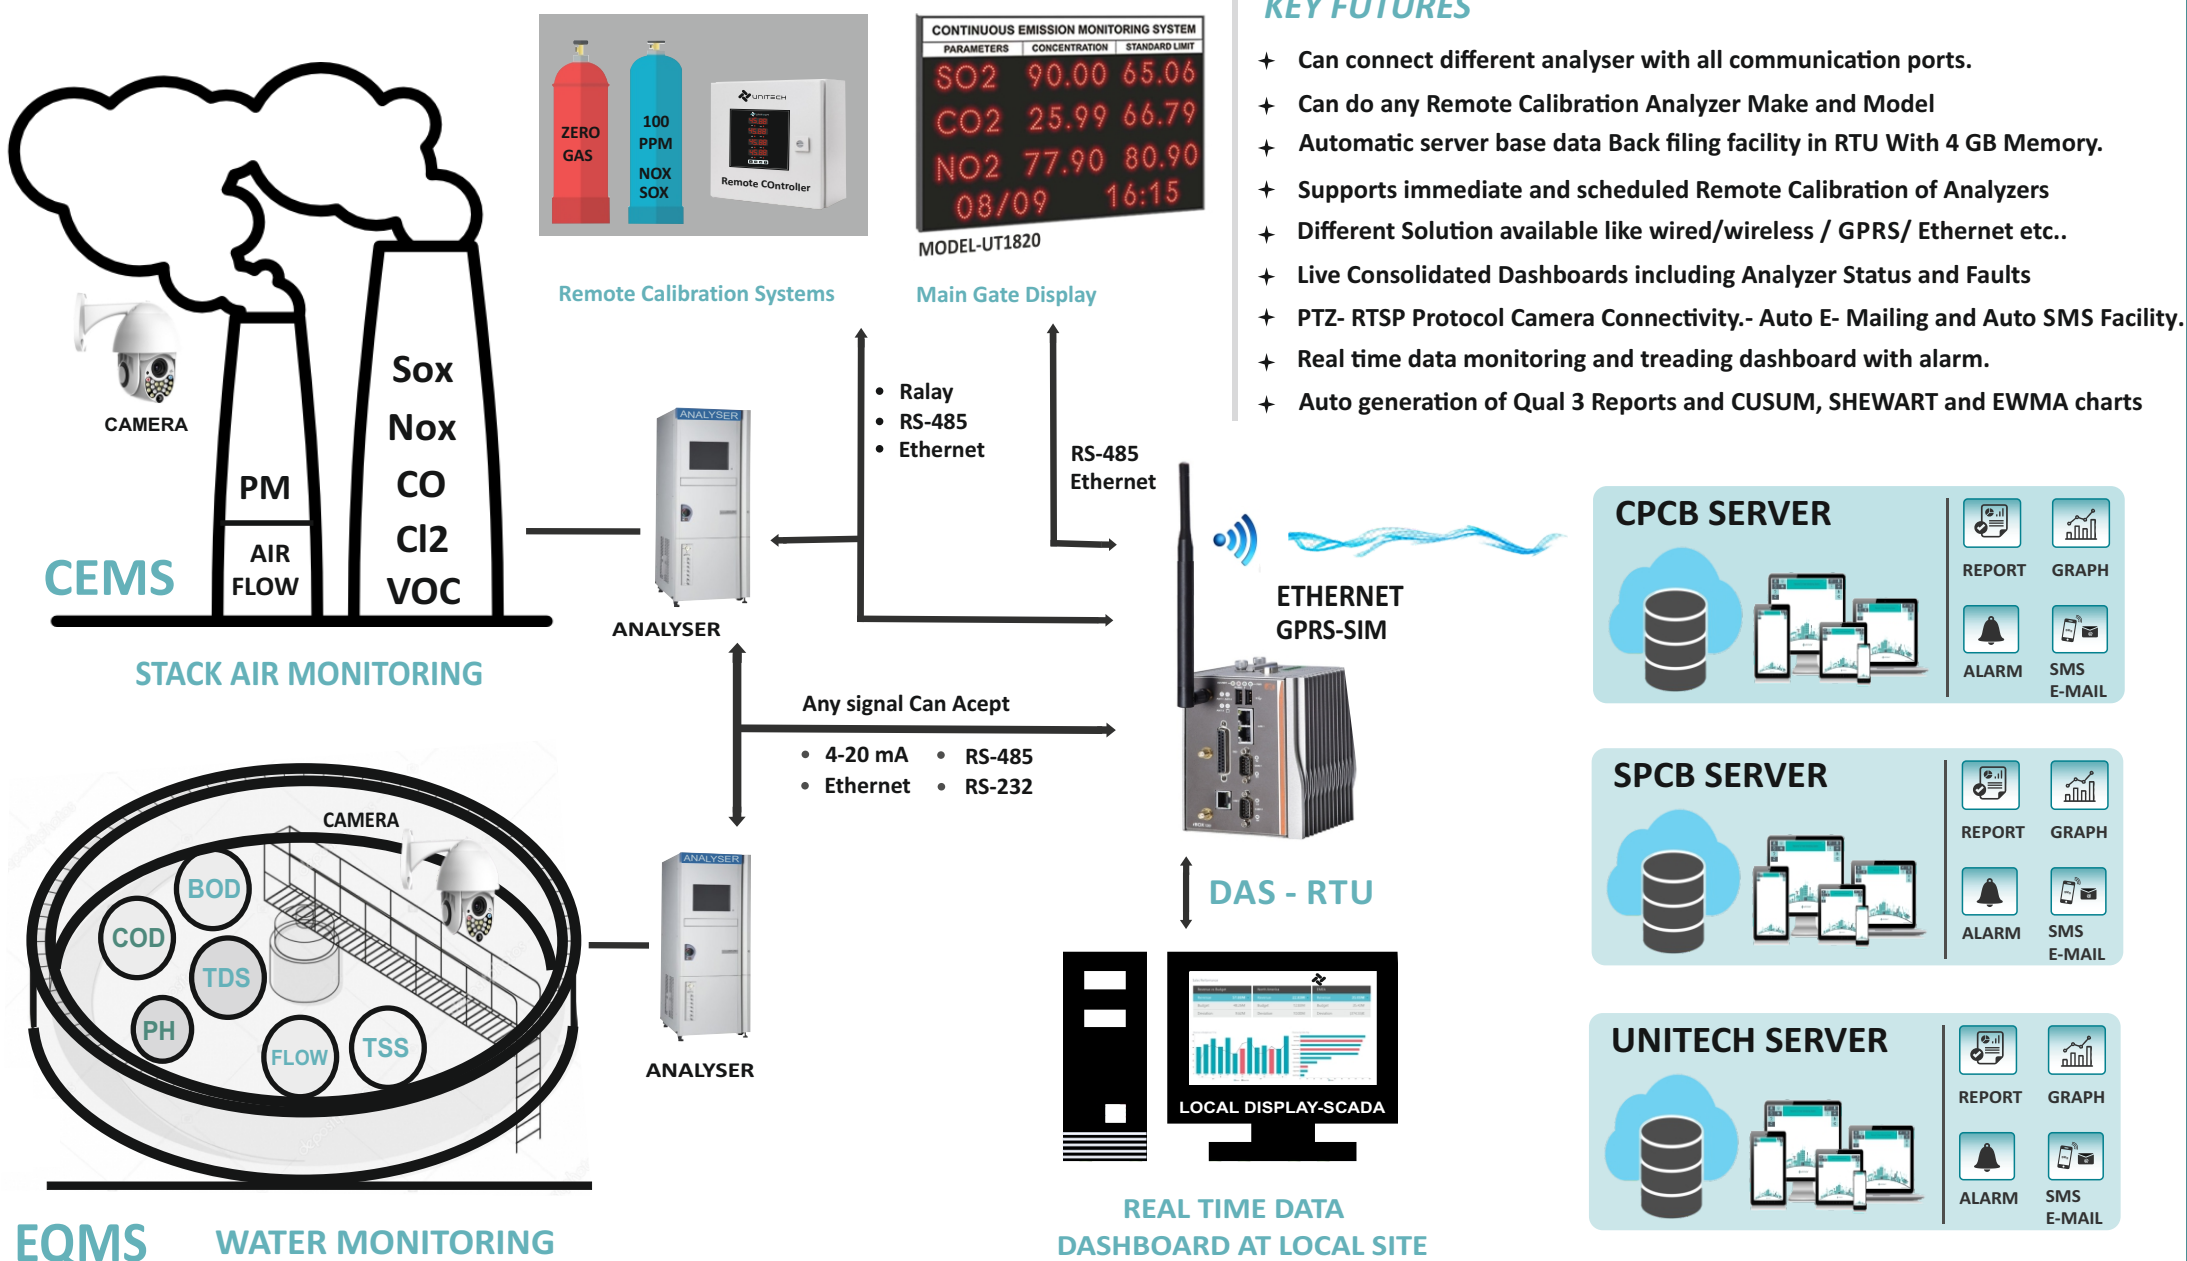 KEY FUTURES
Can connect different analyser with all communication ports.
Can do any Remote Calibration Analyzer Make and Model
Automatic server base data Back filing facility in RTU With 4 GB Memory.
Supports immediate and scheduled Remote Calibration of Analyzers
Different Solution available like wired/wireless / GPRS/ Ethernet etc..
Live Consolidated Dashboards including Analyzer Status and Faults
PTZ- RTSP Protocol Camera Connectivity.- Auto E- Mailing and Auto SMS Facility.
Real time data monitoring and treading dashboard with alarm.
Auto generation of Qual 3 Reports and CUSUM, SHEWART and EWMA charts
ZERO
GAS
100
PPM
NOX
SOX
UNITECH
Remote COntroller
Remote Calibration Systems
CONTINUOUS EMISSION MONITORING SYSTEM
PARAMETERS CONCENTRATION STANDARD LIMIT
SO2 90.00 65.06
CO2 25.99 66.79
NO2 77.90 80.90
08/09 16:15
MODEL-UT1820
Main Gate Display
CAMERA
PM
AIR
FLOW
Sox
Nox
CO
Cl2
VOC
CEMS
STACK AIR MONITORING
ANALYSER
ANALYSER
• Ralay
• RS-485
• Ethernet
RS-485
Ethernet
ETHERNET
GPRS-SIM
Any signal Can Acept
• 4-20 mA • RS-485
• Ethernet • RS-232
DAS - RTU
CAMERA
BOD
COD
TDS
PH
FLOW
TSS
ANALYSER
ANALYSER
EQMS
WATER MONITORING
LOCAL DISPLAY-SCADA
REAL TIME DATA
DASHBOARD AT LOCAL SITE
CPCB SERVER
REPORT GRAPH
ALARM SMS
E-MAIL
SPCB SERVER
REPORT GRAPH
ALARM SMS
E-MAIL
UNITECH SERVER
REPORT GRAPH
ALARM SMS
E-MAIL